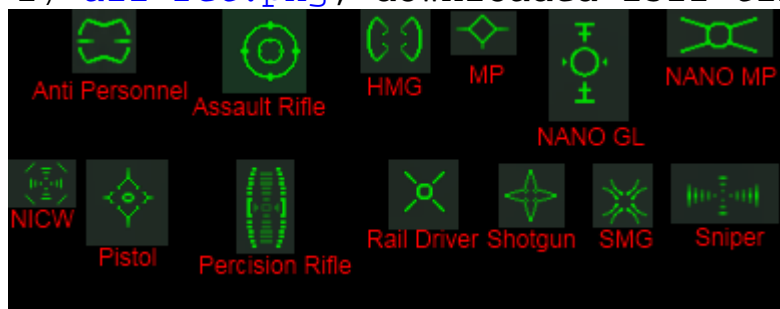 Anti Personnel
Assault Rifle
HMG
MP
NANO GL
NANO MP
NICW
Pistol
Percision Rifle
Rail Driver
Shotgun
SMG
Sniper